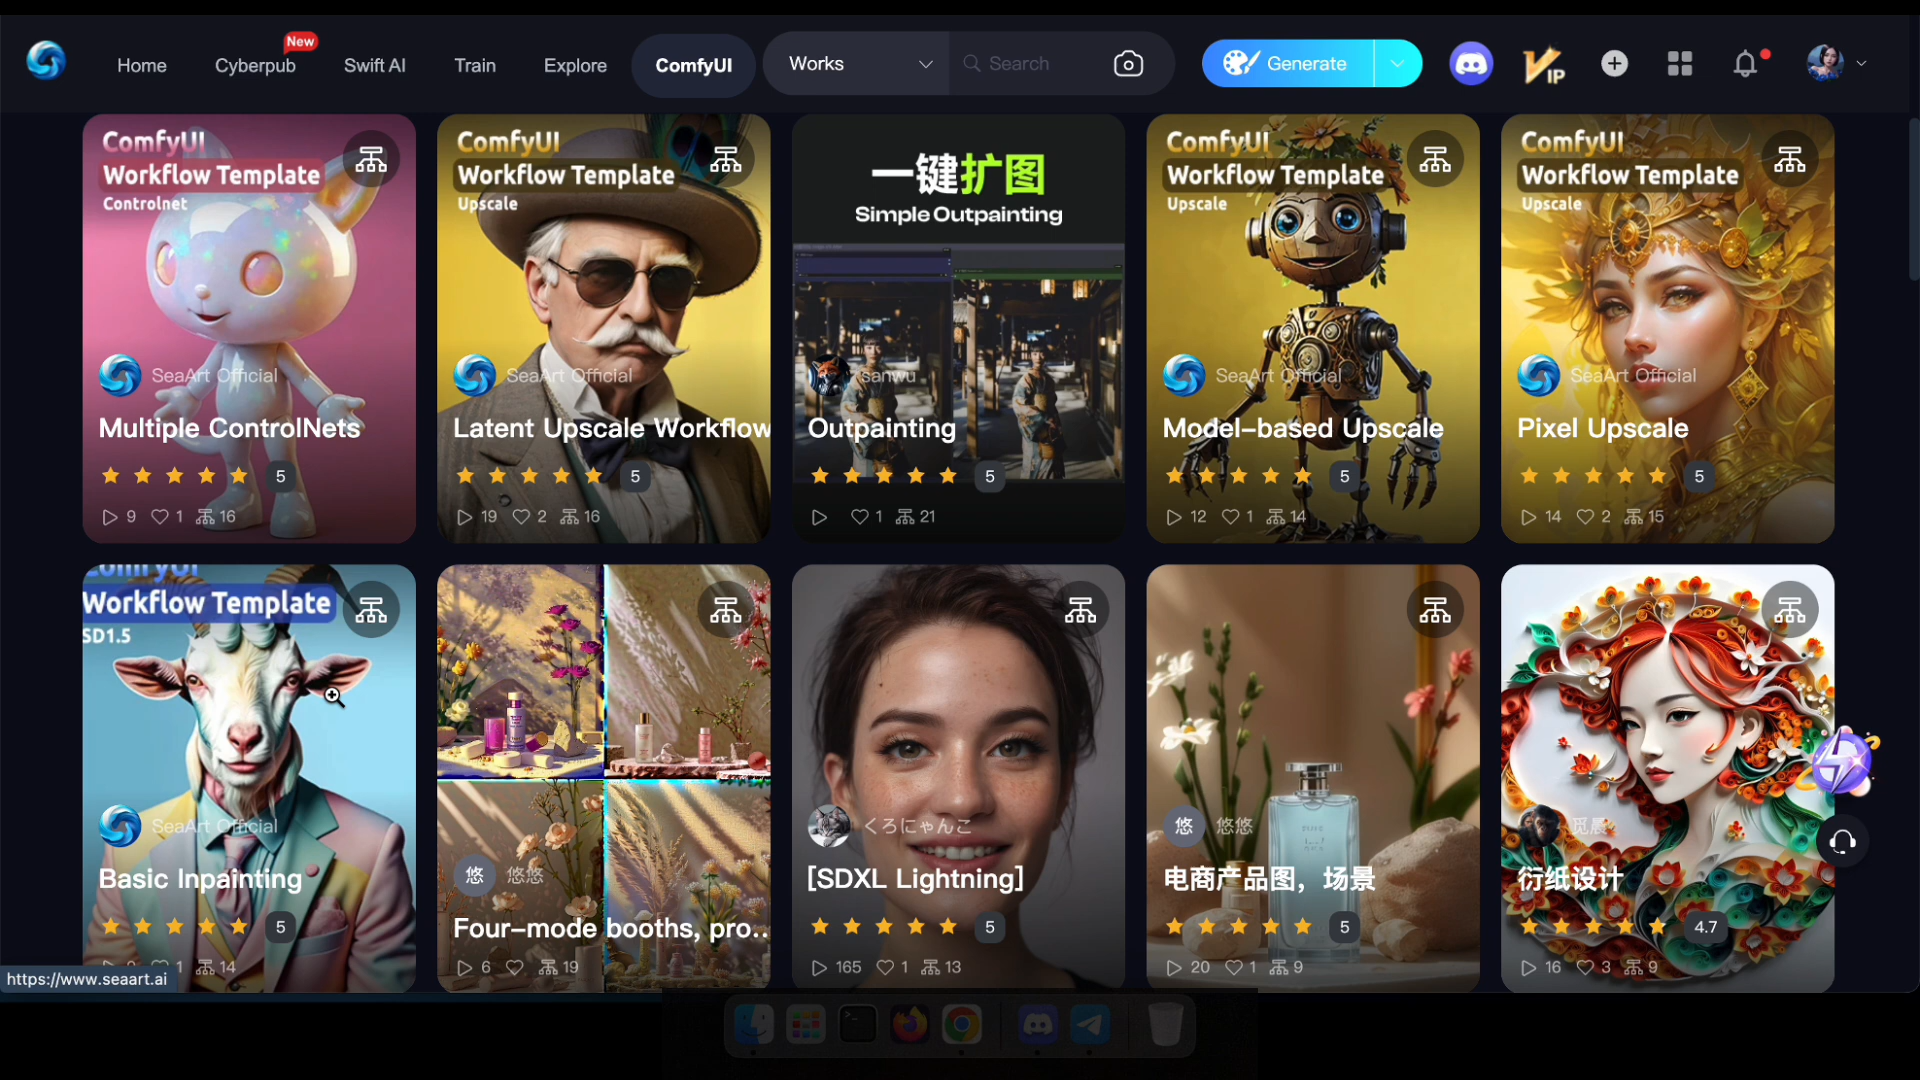 New
Home
Cyberpub
Swift AI
Train
Explore
ComfyUI
Works
Search
Generate
VIP
ComfyUI
Workflow Template
Controlnet
SeaArt Official
Multiple ControlNets
5
9 1 16
ComfyUI
Workflow Template
Upscale
SeaArt Official
Latent Upscale Workflow
5
19 2 16
一键扩图
Simple Outpainting
sanwu
Outpainting
5
1 21
ComfyUI
Workflow Template
Upscale
SeaArt Official
Model-based Upscale
5
12 1 14
ComfyUI
Workflow Template
Upscale
SeaArt Official
Pixel Upscale
5
14 2 15
ComfyUI
Workflow Template
SD1.5
SeaArt Official
Basic Inpainting
5
1 14
悠 悠悠
Four-mode booths, pro...
6 19
くろにゃんこ
[SDXL Lightning]
5
165 1 13
悠 悠悠
电商产品图，场景
5
20 1 9
衍纸设计
4.7
16 3 9
https://www.seaart.ai